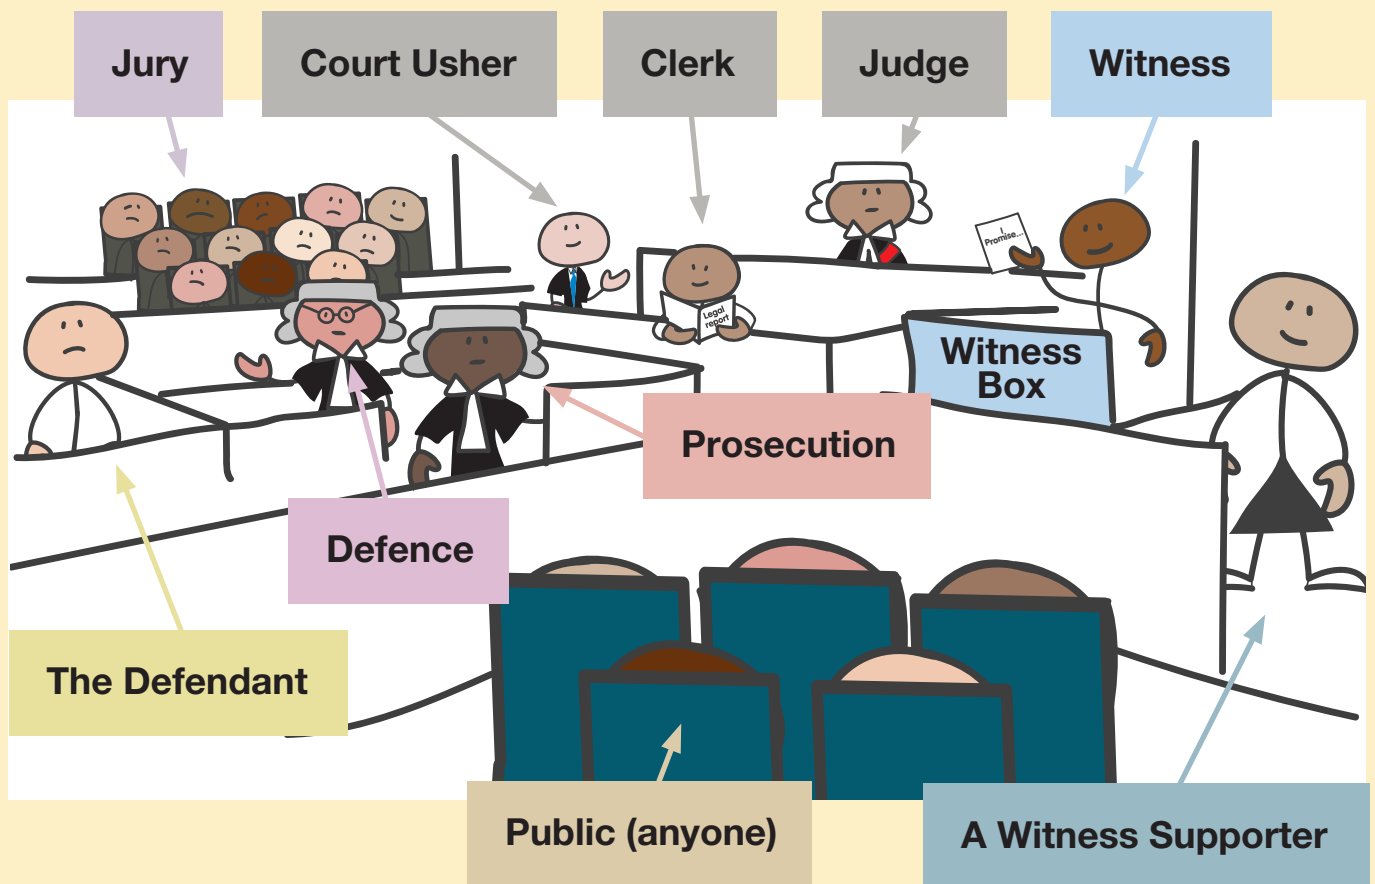 Jury
Court Usher
Clerk
Judge
Witness
I
Promise...
Legal
report
Witness
Box
Prosecution
Defence
The Defendant
Public (anyone)
A Witness Supporter